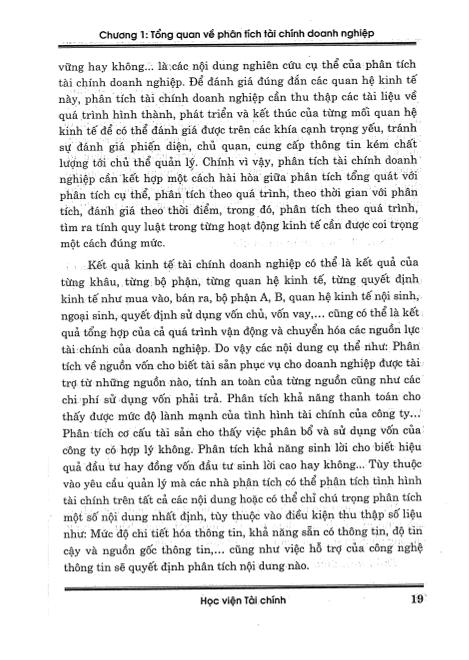 Chương 1: Tổng quan về phân tích tài chính doanh nghiệp
vững hay không... là các nội dung nghiên cứu cụ thể của phân tích
tài chính doanh nghiệp. Để đánh giá đúng đắn các quan hệ kinh tế
này, phân tích tài chính doanh nghiệp cần thu thập các tài liệu về
quá trình hình thành, phát triển và kết thúc của từng mối quan hệ
kinh tế để có thể đánh giá được trên các khía cạnh trọng yếu, tránh
sự đánh giá phiến diện, chủ quan, cung cấp thông tin kém chất
lượng tới chủ thể quản lý. Chính vì vậy, phân tích tài chính doanh
nghiệp cần kết hợp một cách hài hòa giữa phân tích tổng quát với
phân tích cụ thể, phân tích theo quá trình, theo thời gian với phân
tích, đánh giá theo thời điểm, trong đó, phân tích theo quá trình,
tìm ra tính quy luật trong từng hoạt động kinh tế cần được coi trọng
một cách đúng mức.
Kết quả kinh tế tài chính doanh nghiệp có thể là kết quả của
từng khâu, từng bộ phận, từng quan hệ kinh tế, từng quyết định
kinh tế như mua vào, bán ra, bộ phận A, B, quan hệ kinh tế nội sinh,
ngoại sinh, quyết định sử dụng vốn chủ, vốn vay,... cũng có thể là kết
quả tổng hợp của cả quá trình vận động và chuyển hóa các nguồn lực
tài chính của doanh nghiệp. Do vậy các nội dung cụ thể như: Phân
tích về nguồn vốn cho biết tài sản phục vụ cho doanh nghiệp được tài
trợ từ những nguồn nào, tính an toàn của từng nguồn cũng như các
chi phí sử dụng vốn phải trả. Phân tích khả năng thanh toán cho
thấy được mức độ lành mạnh của tình hình tài chính của công ty...
Phân tích cơ cấu tài sản cho thấy việc phân bổ và sử dụng vốn của
công ty có hợp lý không. Phân tích khả năng sinh lời cho biết hiệu
quả đầu tư hay đồng vốn đầu tư sinh lời cao hay không... Tùy thuộc
vào yêu cầu quản lý mà các nhà phân tích có thể phân tích tình hình
tài chính trên tất cả các nội dung hoặc có thể chỉ chú trọng phân tích
một số nội dung nhất định, tùy thuộc vào điều kiện thu thập số liệu
như: Mức độ chi tiết hóa thông tin, khả năng sẵn có thông tin, độ tin
cậy và nguồn gốc thông tin,... cũng như việc hỗ trợ của công nghệ
thông tin sẽ quyết định phân tích nội dung nào.
Học viện Tài chính 19